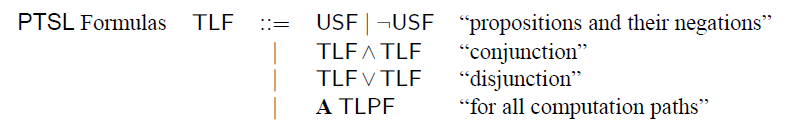 PTSL Formulas TLF ::= USF | ¬USF “propositions and their negations”
| TLF ∧ TLF “conjunction”
| TLF ∨ TLF “disjunction”
| A TLPF “for all computation paths”